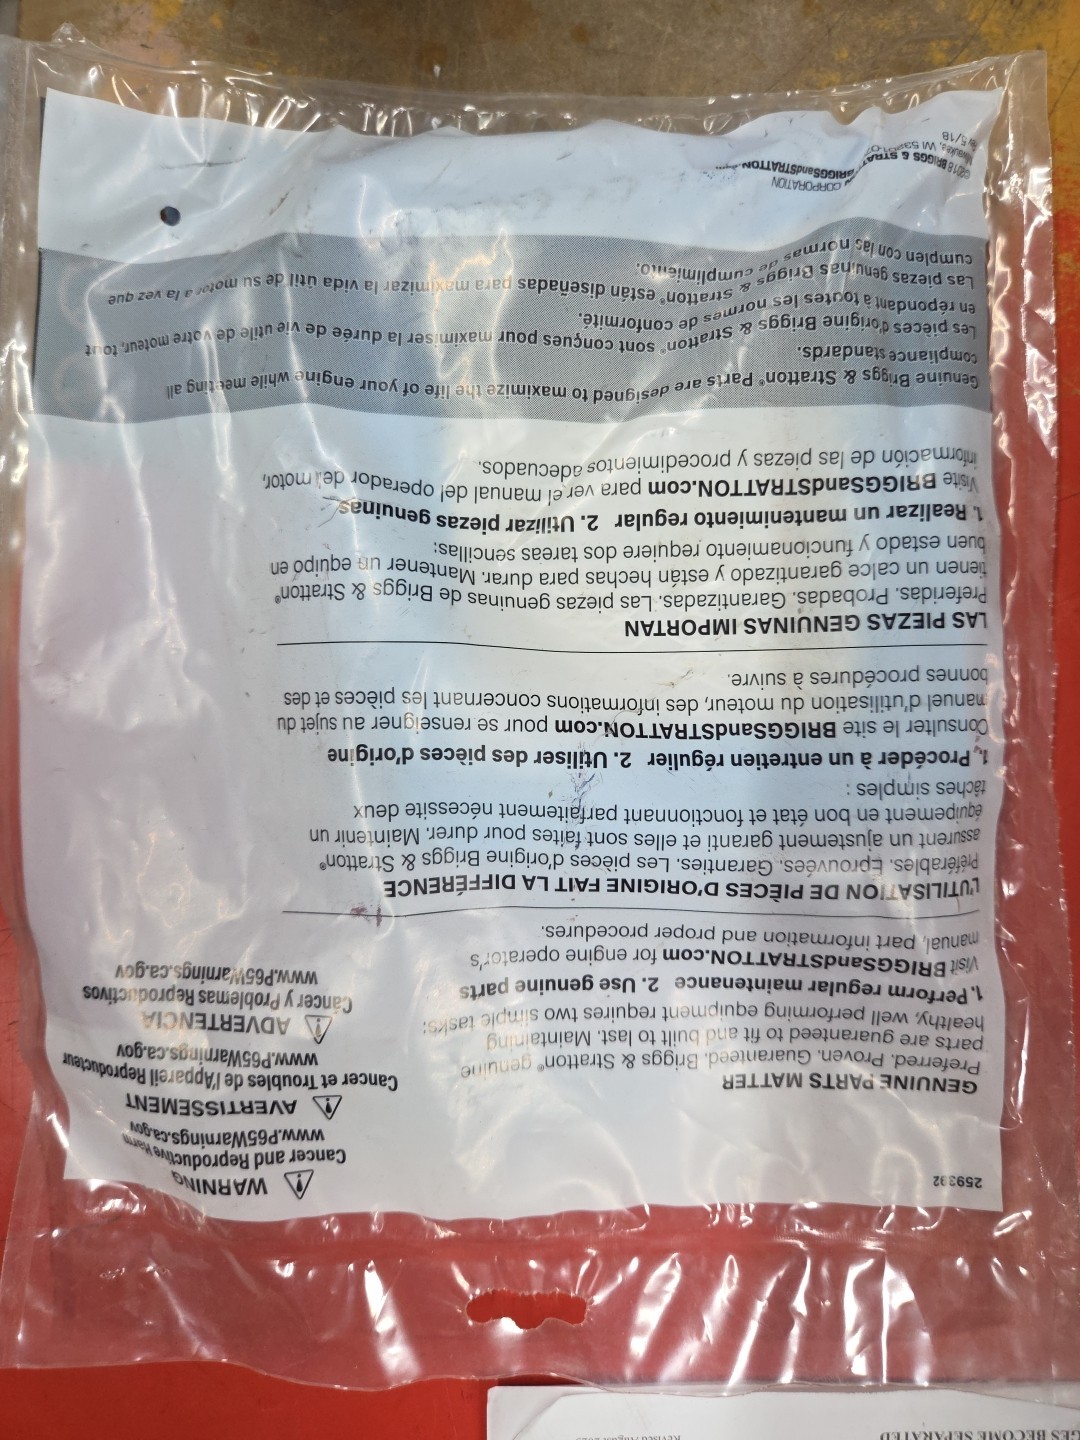 259392
WARNING
Cancer and Reproductive Harm
www.P65Warnings.ca.gov
AVERTISSEMENT
Cancer et Troubles de l'Appareil Reproducteur
www.P65Warnings.ca.gov
ADVERTENCIA
Cáncer y Problemas Reproductivos
www.P65Warnings.ca.gov
GENUINE PARTS MATTER
Preferred. Proven. Guaranteed. Briggs & Stratton® genuine
parts are guaranteed to fit and built to last. Maintaining
healthy, well performing equipment requires two simple tasks:
1. Perform regular maintenance 2. Use genuine parts
Visit BRIGGSandSTRATTON.com for engine operator's
manual, part information and proper procedures.
L'UTILISATION DE PIÈCES D'ORIGINE FAIT LA DIFFÉRENCE
Préférables. Éprouvées. Garanties. Les pièces d'origine Briggs & Stratton®
assurent un ajustement garanti et elles sont faites pour durer. Maintenir un
équipement en bon état et fonctionnant parfaitement nécessite deux
tâches simples :
1. Procéder à un entretien régulier 2. Utiliser des pièces d'origine
Consulter le site BRIGGSandSTRATTON.com pour se renseigner au sujet du
manuel d'utilisation du moteur, des informations concernant les pièces et des
bonnes procédures à suivre.
LAS PIEZAS GENUINAS IMPORTAN
Preferidas. Probadas. Garantizadas. Las piezas genuinas de Briggs & Stratton®
tienen un calce garantizado y están hechas para durar. Mantener un equipo en
buen estado y funcionamiento requiere dos tareas sencillas:
1. Realizar un mantenimiento regular 2. Utilizar piezas genuinas
Visite BRIGGSandSTRATTON.com para ver el manual del operador del motor,
información de las piezas y procedimientos adecuados.
Genuine Briggs & Stratton® Parts are designed to maximize the life of your engine while meeting all
compliance standards.
Les pièces d'origine Briggs & Stratton® sont conçues pour maximiser la durée de vie utile de votre moteur, tout
en répondant à toutes les normes de conformité.
Las piezas genuinas Briggs & Stratton® están diseñadas para maximizar la vida útil de su motor a la vez que
cumplen con las normas de cumplimiento.
©2018 BRIGGS & STRATTON CORPORATION
Milwaukee, WI BRIGGSandSTRATTON
5/18
BECOME SEPARATED
Revised August